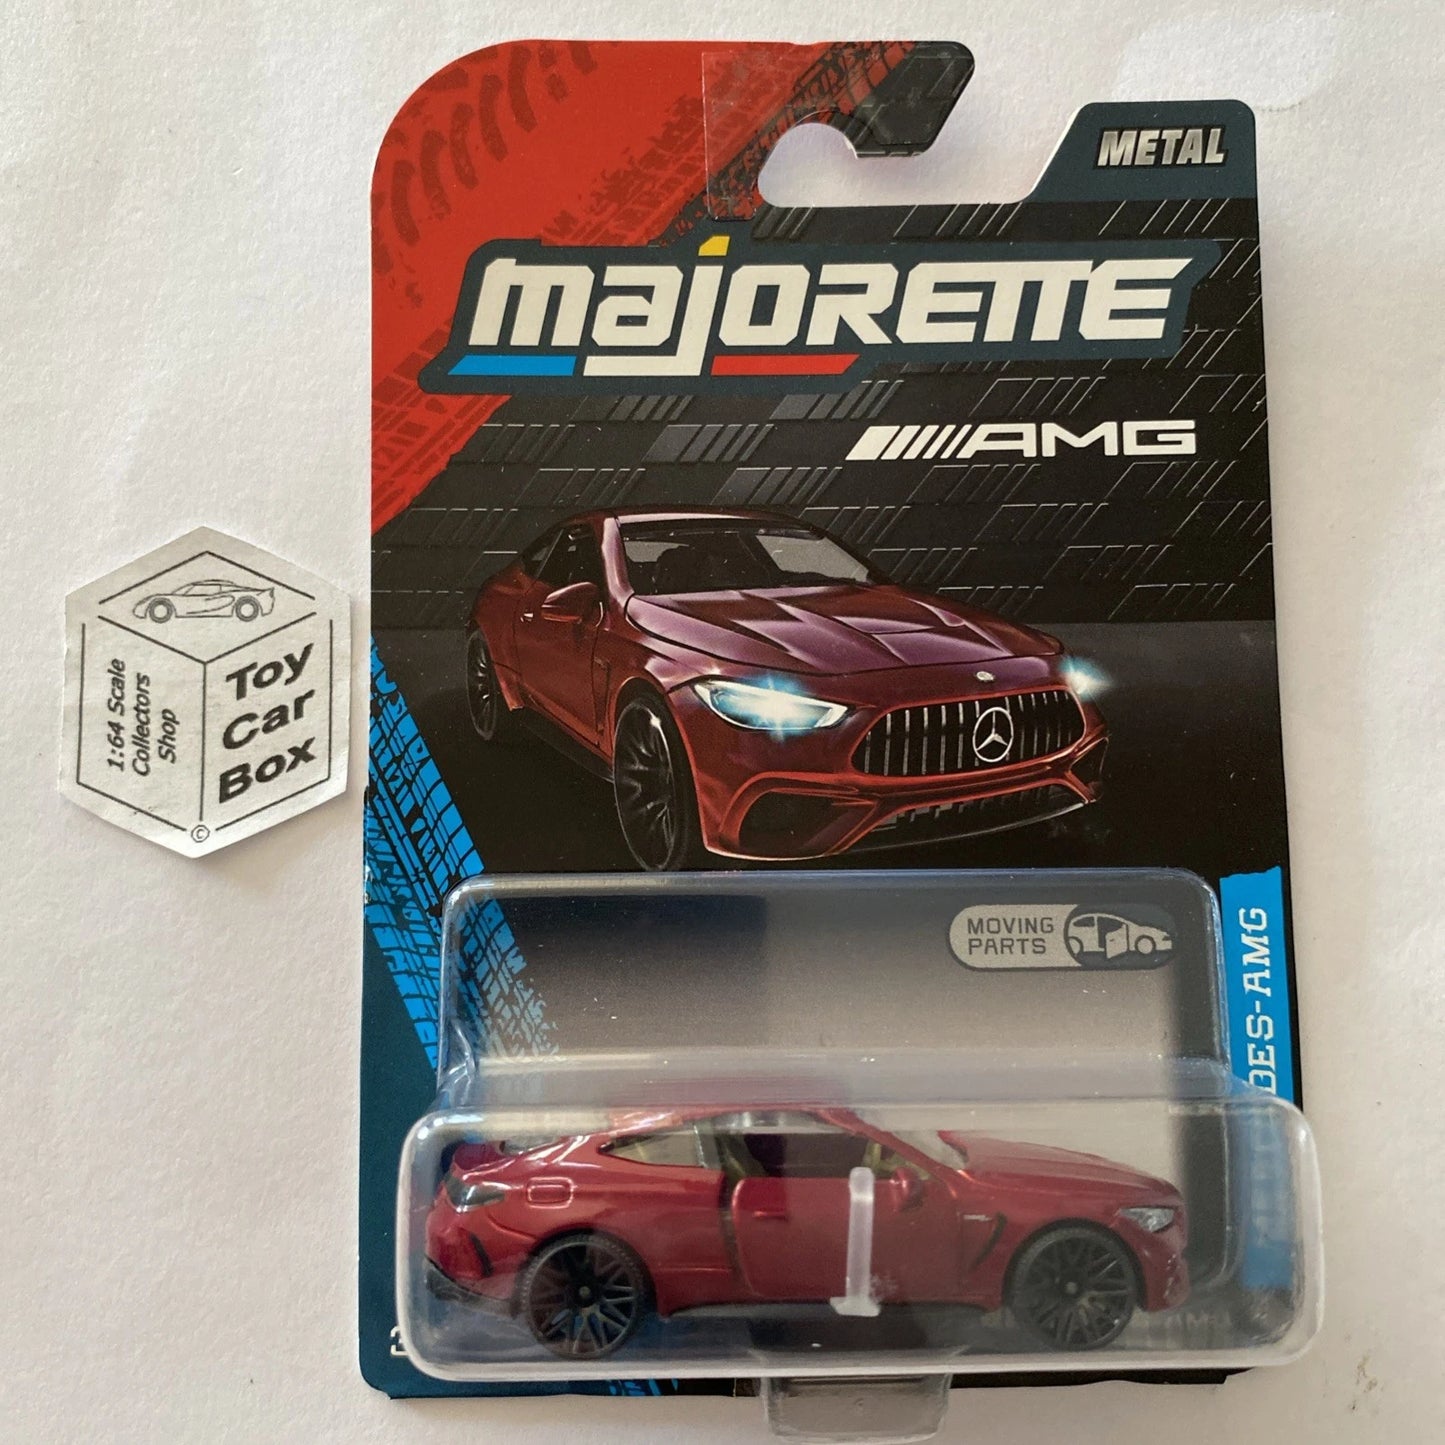 METAL
majORETTE
AMG
1:64 Scale
Collectors
Shop
Toy
Car
Box
©
MOVING
PARTS
DES-AMG